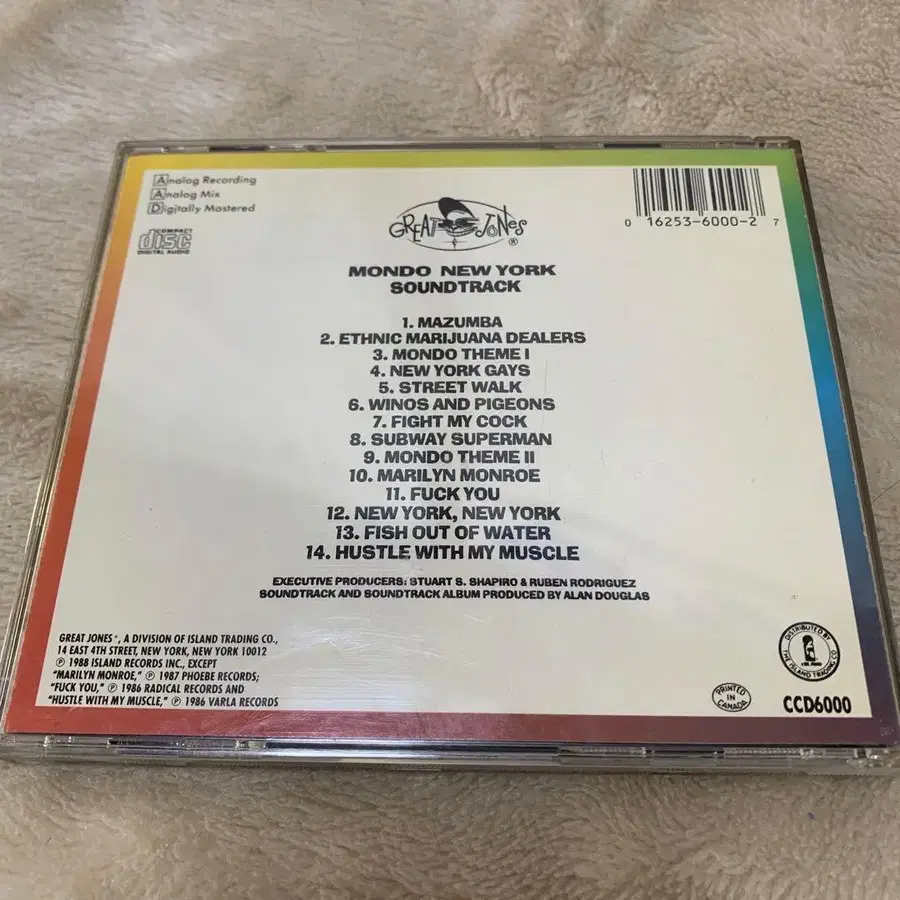 Analog Recording
Analog Mix
Digitally Mastered
COMPACT
disc
DIGITAL AUDIO
GREAT JONES ®
0 16253-6000-2 7
MONDO NEW YORK
SOUNDTRACK
1. MAZUMBA
2. ETHNIC MARIJUANA DEALERS
3. MONDO THEME I
4. NEW YORK GAYS
5. STREET WALK
6. WINOS AND PIGEONS
7. FIGHT MY COCK
8. SUBWAY SUPERMAN
9. MONDO THEME II
10. MARILYN MONROE
11. FUCK YOU
12. NEW YORK, NEW YORK
13. FISH OUT OF WATER
14. HUSTLE WITH MY MUSCLE
EXECUTIVE PRODUCERS: STUART S. SHAPIRO & RUBEN RODRIGUEZ
SOUNDTRACK AND SOUNDTRACK ALBUM PRODUCED BY ALAN DOUGLAS
GREAT JONES*, A DIVISION OF ISLAND TRADING CO.,
14 EAST 4TH STREET, NEW YORK, NEW YORK 10012
℗ 1988 ISLAND RECORDS INC., EXCEPT
"MARILYN MONROE," ℗ 1987 PHOEBE RECORDS;
"FUCK YOU," ℗ 1986 RADICAL RECORDS AND
"HUSTLE WITH MY MUSCLE," ℗ 1986 VARLA RECORDS
DISTRIBUTED BY
THE ISLAND TRADING CO
PRINTED
IN
CANADA
CCD6000